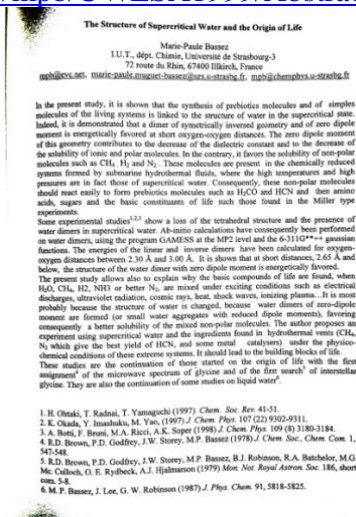 The Structure of Supercritical Water and the Origin of Life
Marie-Paule Bassez
I.U.T., dépt. Chimie, Université de Strasbourg-3
72 route du Rhin, 67400 Illkirch, France
In the present study, it is shown that the synthesis of prebiotics molecules and of simples
molecules of the living systems is linked to the structure of water in the supercritical state.
Indeed, it is demonstrated that a dimer of symetrically inversed geometry and of zero dipole
moment is energetically favored at short oxygen-oxygen distances. The zero dipole moment
of this geometry contributes to the decrease of the dielectric constant and to the decrease of
the solubility of ionic and polar molecules. In the contrary, it favors the solubility of non-polar
molecules such as CH4, H2 and N2. These molecules are present in the chemically reduced
systems formed by submarine hydrothermal fluids, where the high temperatures and high
pressures are in fact those of supercritical water. Consequently, these non-polar molecules
should react easily to form prebiotics molecules such as H2CO and HCN and then amino
acids, sugars and the basic constituents of life such those found in the Miller type
experiments.
Some experimental studies1,2,3 show a loss of the tetrahedral structure and the presence of
water dimers in supercritical water. Ab-initio calculations have consequently been performed
on water dimers, using the program GAMESS at the MP2 level and the 6-311G**++ gaussian
functions. The energies of the linear and inverse dimers have been calculated for oxygen-
oxygen distances between 2.30 Å and 3.00 Å. It is shown that at short distances, 2.65 Å and
below, the structure of the water dimer with zero dipole moment is energetically favored.
The present study allows also to explain why the basic compounds of life are found, when
H2O, CH4, H2, NH3 or better N2, are mixed under exciting conditions such as electrical
discharges, ultraviolet radiation, cosmic rays, heat, shock waves, ionizing plasma...It is most
probably because the structure of water is changed, because water dimers of zero-dipole
moment are formed (or small water aggregates with reduced dipole moments), favoring
consequently a better solubility of the mixed non-polar molecules. The author proposes an
experiment using supercritical water and the ingredients found in hydrothermal vents (CH4,
N2 which give the best yield of HCN, and some metal catalysers) under the physico-
chemical conditions of these extreme systems. It should lead to the building blocks of life.
These studies are the continuation of those started on the origin of life with the first
assignment4 of the microwave spectrum of glycine and of the first search5 of interstellar
glycine. They are also the continuation of some studies on liquid water6.
1. H. Ohtaki, T. Radnai, T. Yamaguchi (1997) Chem. Soc. Rev. 41-51.
2. K. Okada, Y. Imashuku, M. Yao, (1997) J. Chem. Phys. 107 (22) 9302-9311.
3. A. Botti, F. Bruni, M.A. Ricci, A.K. Soper (1998) J. Chem. Phys. 109 (8) 3180-3184.
4. R.D. Brown, P.D. Godfrey, J.W. Storey, M.P. Bassez (1978) J. Chem. Soc., Chem. Com. 1,
547-548.
5. R.D. Brown, P.D. Godfrey, J.W. Storey, M.P. Bassez, B.J. Robinson, R.A. Batchelor, M.G.
Mc. Culloch, O. E. Rydbeck, A.J. Hjalmarson (1979) Mon. Not. Royal Astron. Soc. 186, short
com. 5-8.
6. M. P. Bassez, J. Lee, G. W. Robinson (1987) J. Phys. Chem. 91, 5818-5825.